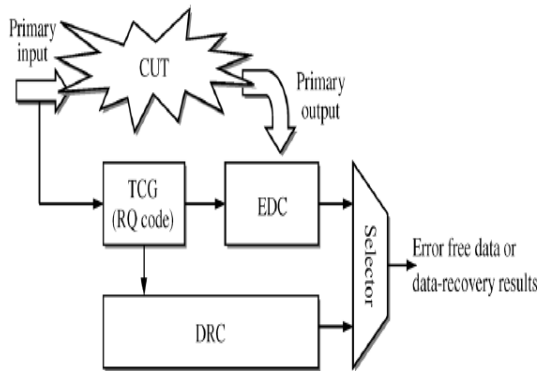 Primary
input
CUT
Primary
output
TCG
(RQ code)
EDC
Selector
Error free data or
data-recovery results
DRC